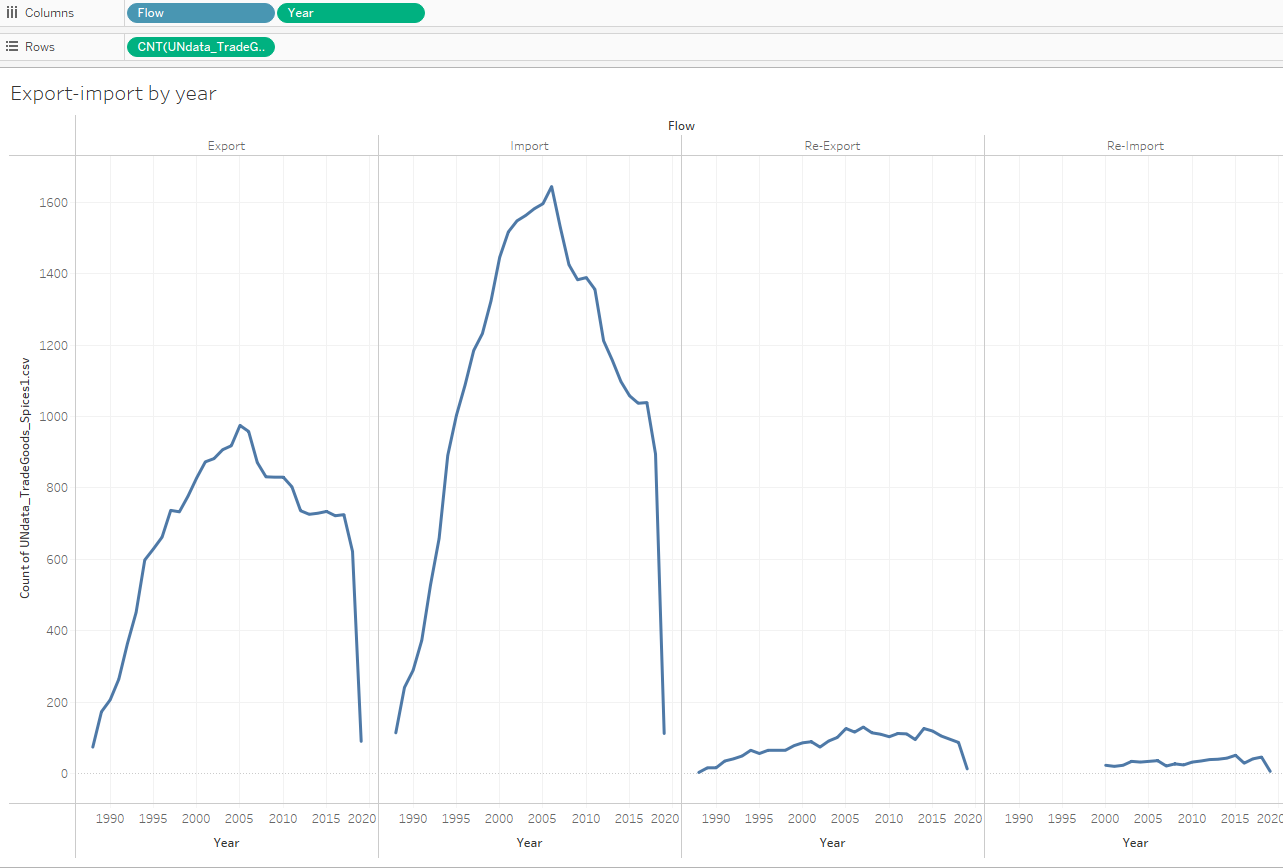 Columns Flow Year
Rows CNT(UNdata_TradeG..
Export-import by year
Flow
Export Import Re-Export Re-Import
Count of UNdata_TradeGoods_Spices1.csv
1600
1400
1200
1000
800
600
400
200
0
1990 1995 2000 2005 2010 2015 2020 1990 1995 2000 2005 2010 2015 2020 1990 1995 2000 2005 2010 2015 2020 1990 1995 2000 2005 2010 2015 2020
Year Year Year Year